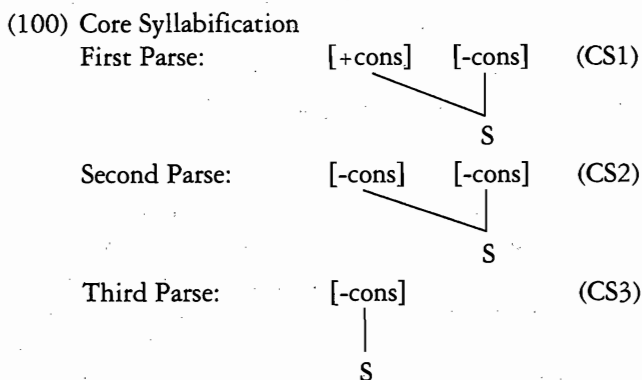 (100) Core Syllabification
First Parse: [+cons] [-cons] (CS1)
S
Second Parse: [-cons] [-cons] (CS2)
S
Third Parse: [-cons] (CS3)
S